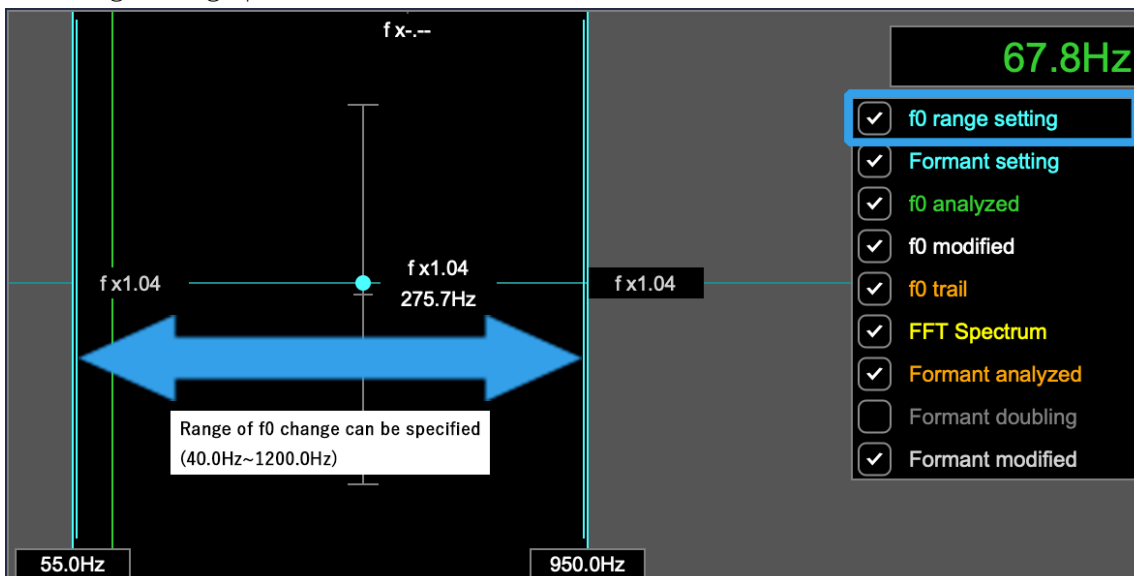 f x-.--
67.8Hz
f0 range setting
Formant setting
f0 analyzed
f0 modified
f0 trail
FFT Spectrum
Formant analyzed
Formant doubling
Formant modified
f x1.04
f x1.04
275.7Hz
f x1.04
Range of f0 change can be specified
(40.0Hz~1200.0Hz)
55.0Hz
950.0Hz